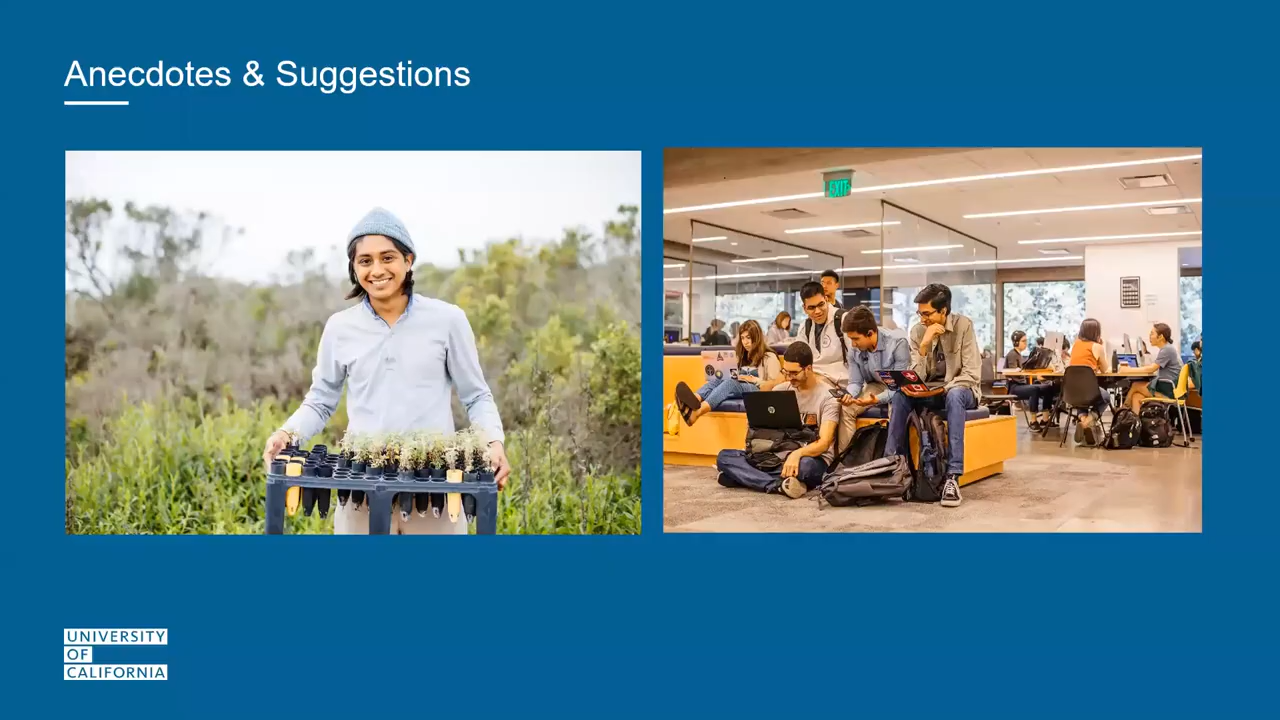 Anecdotes & Suggestions
EXIT
UNIVERSITY
OF
CALIFORNIA